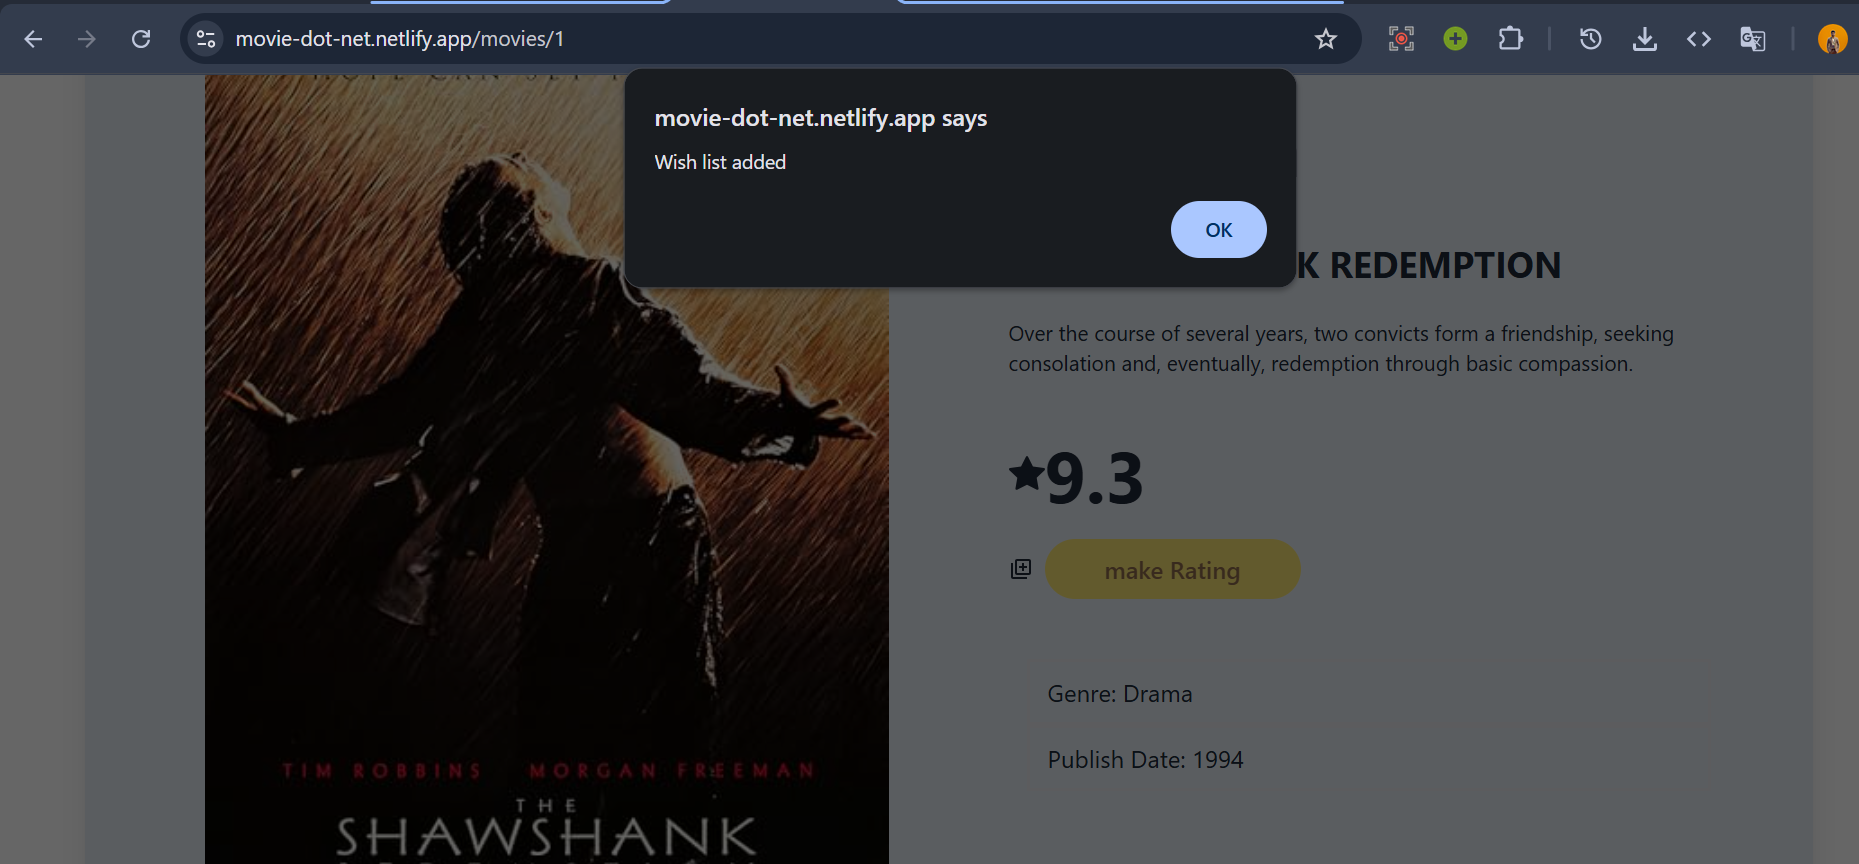 movie-dot-net.netlify.app/movies/1
movie-dot-net.netlify.app says
Wish list added
OK
K REDEMPTION
Over the course of several years, two convicts form a friendship, seeking
consolation and, eventually, redemption through basic compassion.
9.3
make Rating
Genre: Drama
Publish Date: 1994
TIM ROBBINS MORGAN FREEMAN
THE
SHAWSHANK